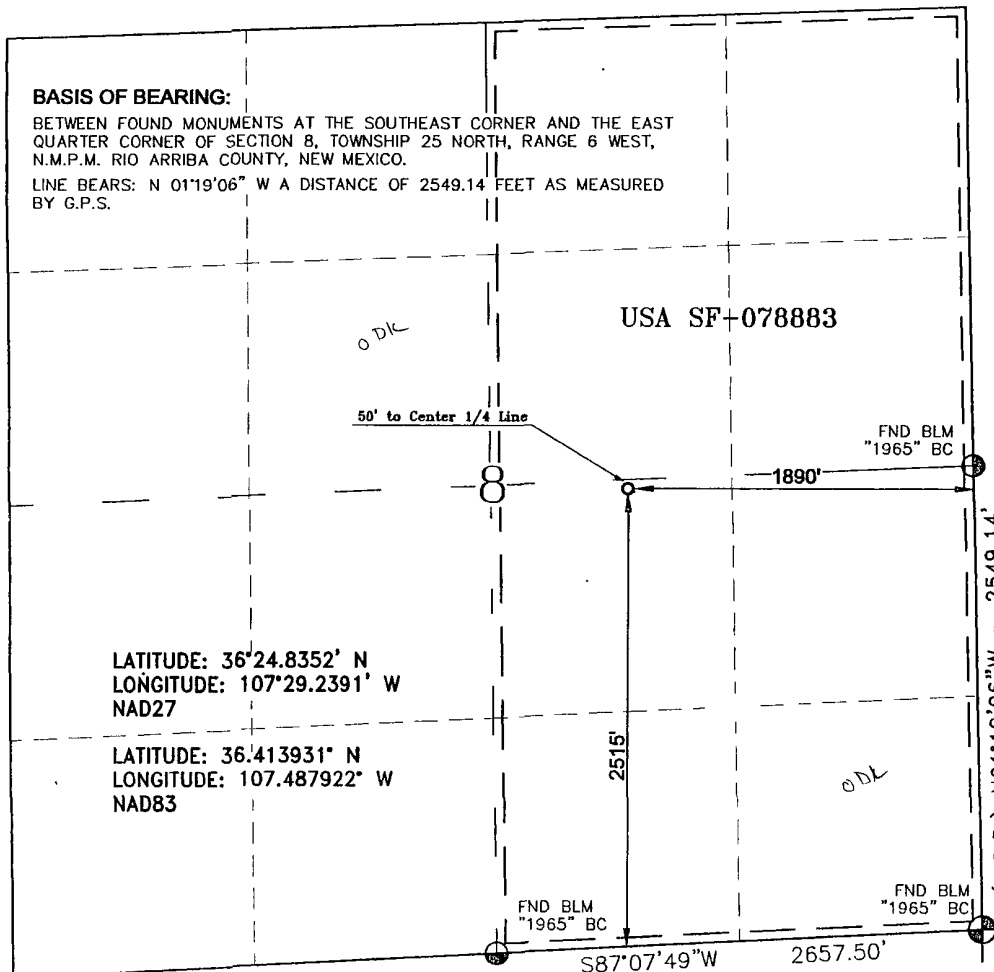 BASIS OF BEARING:
BETWEEN FOUND MONUMENTS AT THE SOUTHEAST CORNER AND THE EAST
QUARTER CORNER OF SECTION 8, TOWNSHIP 25 NORTH, RANGE 6 WEST,
N.M.P.M. RIO ARRIBA COUNTY, NEW MEXICO.
LINE BEARS: N 01°19'06" W A DISTANCE OF 2549.14 FEET AS MEASURED
BY G.P.S.
USA SF-078883
O DK
50' to Center 1/4 Line
FND BLM
"1965" BC
8
1890'
2549.14'
LATITUDE: 36°24.8352' N
LONGITUDE: 107°29.2391' W
NAD27
LATITUDE: 36.413931° N
LONGITUDE: 107.487922° W
NAD83
2515'
O DK
FND BLM
"1965" BC
FND BLM
"1965" BC
S87°07'49"W 2657.50'